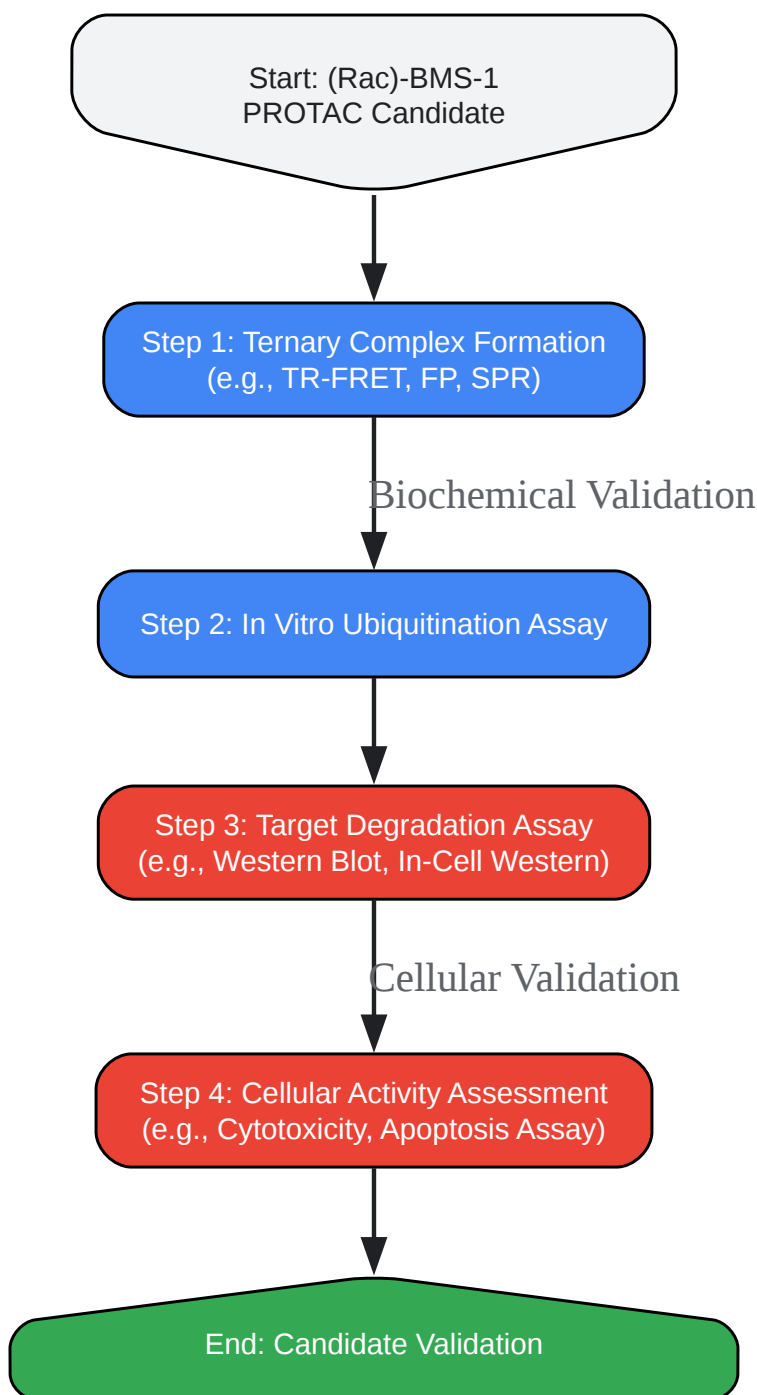 Start: (Rac)-BMS-1
PROTAC Candidate
Step 1: Ternary Complex Formation
(e.g., TR-FRET, FP, SPR)
Biochemical Validation
Step 2: In Vitro Ubiquitination Assay
Step 3: Target Degradation Assay
(e.g., Western Blot, In-Cell Western)
Cellular Validation
Step 4: Cellular Activity Assessment
(e.g., Cytotoxicity, Apoptosis Assay)
End: Candidate Validation